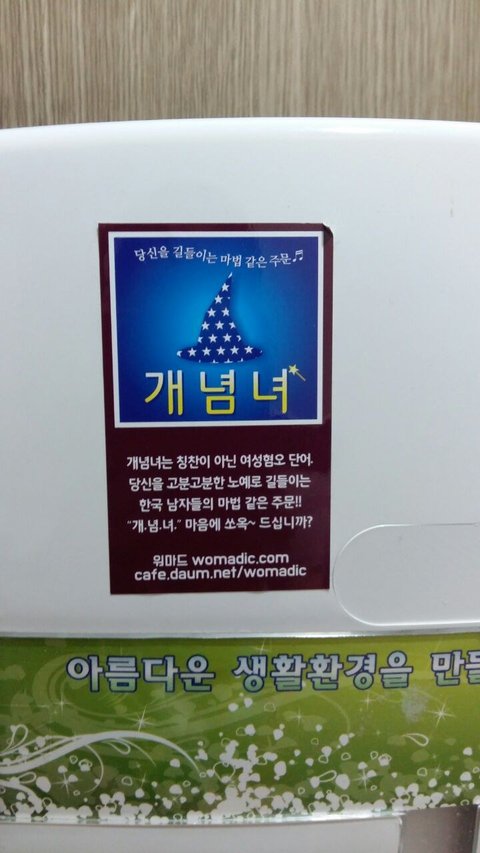 당신을 길들이는 마법 같은 주문♬
개념녀
개념녀는 칭찬이 아닌 여성혐오 단어.
당신을 고분고분한 노예로 길들이는
한국 남자들의 마법 같은 주문!!
"개.념.녀." 마음에 쏘옥~ 드십니까?
워마드 womadic.com
cafe.daum.net/womadic
아름다운 생활환경을 만들